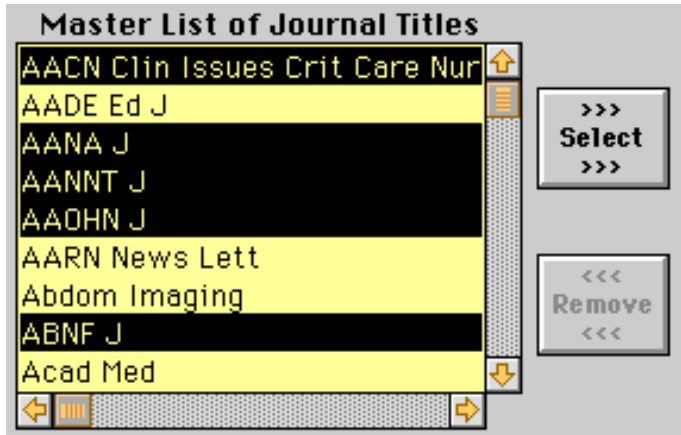 Master List of Journal Titles
AACN Clin Issues Crit Care Nur
AADE Ed J
AANA J
AANNT J
AAOHN J
AARN News Lett
Abdom Imaging
ABNF J
Acad Med
>>>
Select
>>>
<<<
Remove
<<<